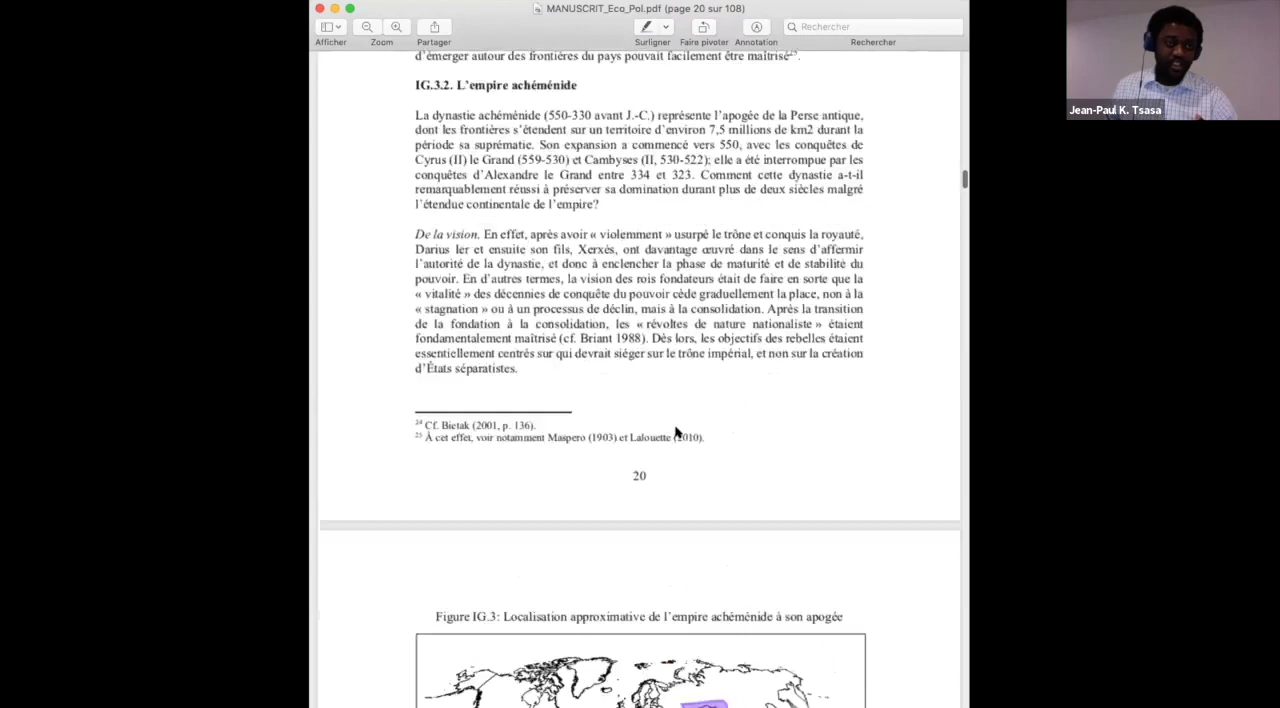 MANUSCRIT_Eco_Pol.pdf (page 20 sur 108)
Afficher Zoom Partager Surligner Faire pivoter Annotation Rechercher
Rechercher
Jean-Paul K. Tsasa
d'émerger autour des frontières du pays pouvait facilement être maîtrisé²⁵.
IG.3.2. L'empire achéménide
La dynastie achéménide (550-330 avant J.-C.) représente l'apogée de la Perse antique,
dont les frontières s'étendent sur un territoire d'environ 7,5 millions de km2 durant la
période sa suprématie. Son expansion a commencé vers 550, avec les conquêtes de
Cyrus (II) le Grand (559-530) et Cambyses (II, 530-522); elle a été interrompue par les
conquêtes d'Alexandre le Grand entre 334 et 323. Comment cette dynastie a-t-il
remarquablement réussi à préserver sa domination durant plus de deux siècles malgré
l'étendue continentale de l'empire?
De la vision. En effet, après avoir « violemment » usurpé le trône et conquis la royauté,
Darius Ier et ensuite son fils, Xerxès, ont davantage œuvré dans le sens d'affermir
l'autorité de la dynastie, et donc à enclencher la phase de maturité et de stabilité du
pouvoir. En d'autres termes, la vision des rois fondateurs était de faire en sorte que la
« vitalité » des décennies de conquête du pouvoir cède graduellement la place, non à la
« stagnation » ou à un processus de déclin, mais à la consolidation. Après la transition
de la fondation à la consolidation, les « révoltes de nature nationaliste » étaient
fondamentalement maîtrisé (cf. Briant 1988). Dès lors, les objectifs des rebelles étaient
essentiellement centrés sur qui devrait siéger sur le trône impérial, et non sur la création
d'États séparatistes.
²⁴ Cf. Bietak (2001, p. 136).
²⁵ À cet effet, voir notamment Maspero (1903) et Lalouette (2010).
20
Figure IG.3: Localisation approximative de l'empire achéménide à son apogée